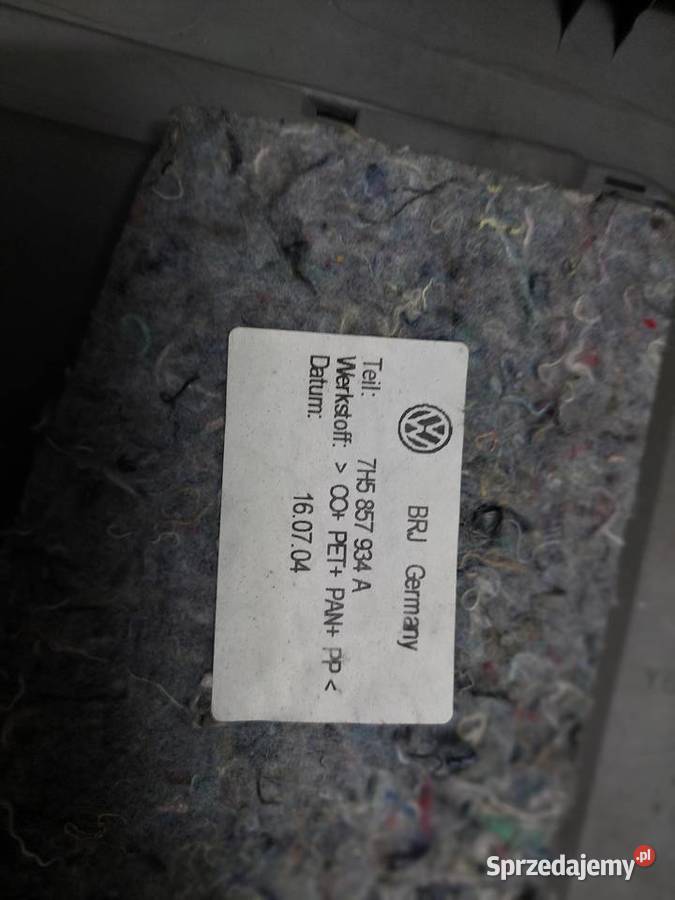 BRJ Germany
Teil: 7H5 857 934 A
Werkstoff: > CO+ PET+ PAN+ PP <
Datum: 16.07.04
Sprzedajemy.pl